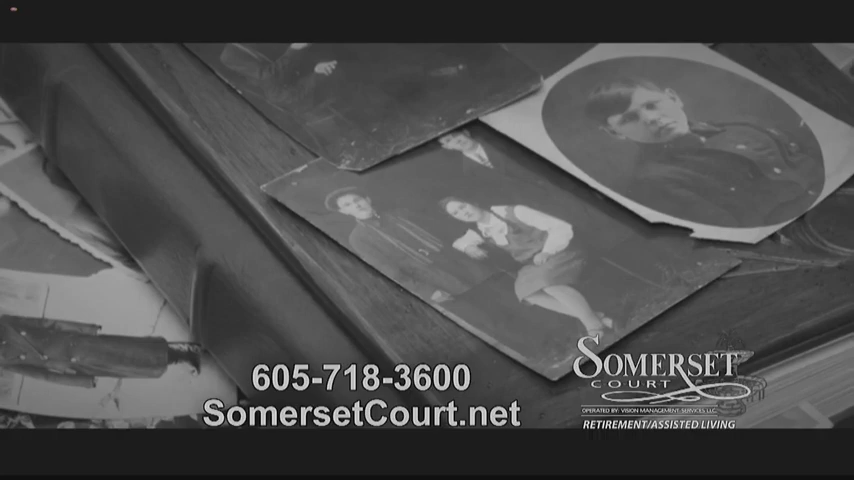 605-718-3600
SomersetCourt.net
SOMERSET
COURT
OPERATED BY: VISION MANAGEMENT SERVICES LLC.
RETIREMENT/ASSISTED LIVING